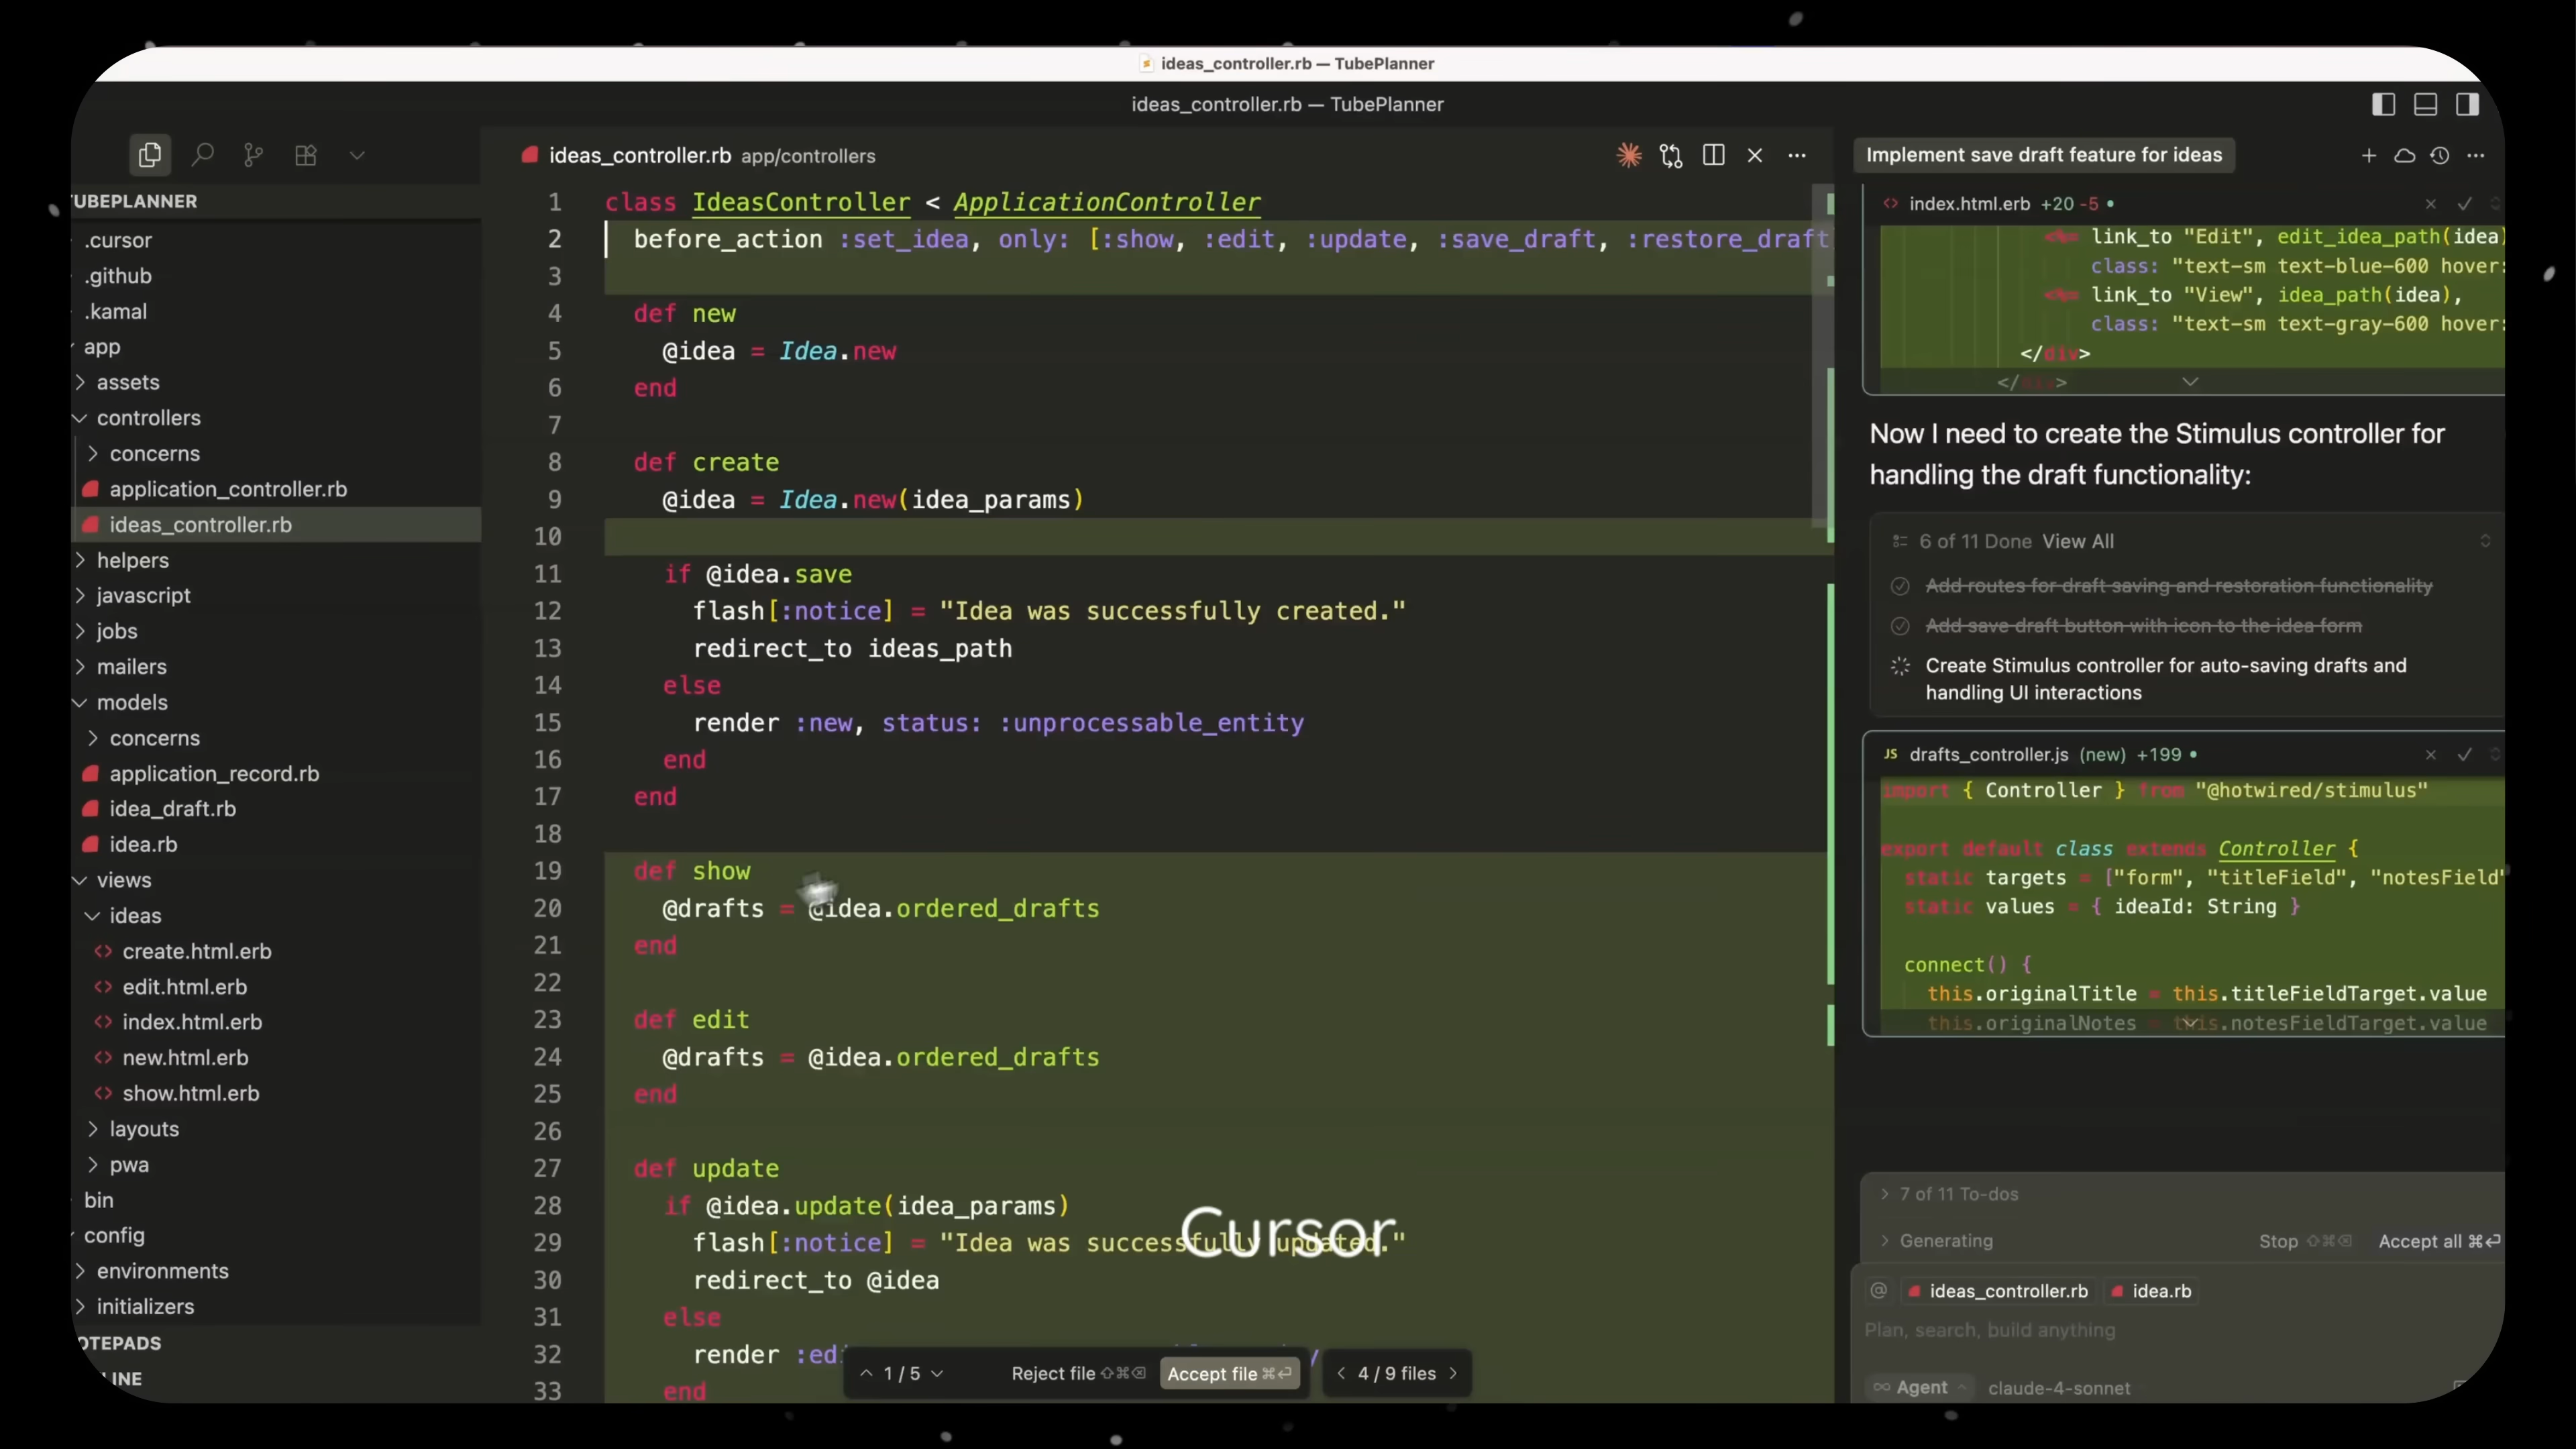 ideas_controller.rb — TubePlanner
ideas_controller.rb — TubePlanner
TUBEPLANNER
.cursor
.github
.kamal
app
assets
controllers
concerns
application_controller.rb
ideas_controller.rb
helpers
javascript
jobs
mailers
models
concerns
application_record.rb
idea_draft.rb
idea.rb
views
ideas
create.html.erb
edit.html.erb
index.html.erb
new.html.erb
show.html.erb
layouts
pwa
bin
config
environments
initializers
OTEPADS
LINE
ideas_controller.rb app/controllers
1 class IdeasController < ApplicationController
2 before_action :set_idea, only: [:show, :edit, :update, :save_draft, :restore_draft
3
4 def new
5 @idea = Idea.new
6 end
7
8 def create
9 @idea = Idea.new(idea_params)
10
11 if @idea.save
12 flash[:notice] = "Idea was successfully created."
13 redirect_to ideas_path
14 else
15 render :new, status: :unprocessable_entity
16 end
17 end
18
19 def show
20 @drafts = @idea.ordered_drafts
21 end
22
23 def edit
24 @drafts = @idea.ordered_drafts
25 end
26
27 def update
28 if @idea.update(idea_params)
29 flash[:notice] = "Idea was successfully updated."
30 redirect_to @idea
31 else
32 render :edi
33 end
Cursor
1 / 5 Reject file ⇧⌘⌫ Accept file ⌘⏎ 4 / 9 files
Implement save draft feature for ideas
index.html.erb +20 -5
<%= link_to "Edit", edit_idea_path(idea)
class: "text-sm text-blue-600 hover:
<%= link_to "View", idea_path(idea),
class: "text-sm text-gray-600 hover:
</div>
</div>
Now I need to create the Stimulus controller for
handling the draft functionality:
6 of 11 Done View All
Add routes for draft saving and restoration functionality
Add save draft button with icon to the idea form
Create Stimulus controller for auto-saving drafts and
handling UI interactions
JS drafts_controller.js (new) +199
import { Controller } from "@hotwired/stimulus"
export default class extends Controller {
static targets = ["form", "titleField", "notesField"
static values = { ideaId: String }
connect() {
this.originalTitle = this.titleFieldTarget.value
this.originalNotes = this.notesFieldTarget.value
7 of 11 To-dos
Generating Stop ⇧⌘⌫ Accept all ⌘⏎
@ ideas_controller.rb idea.rb
Plan, search, build anything
Agent claude-4-sonnet